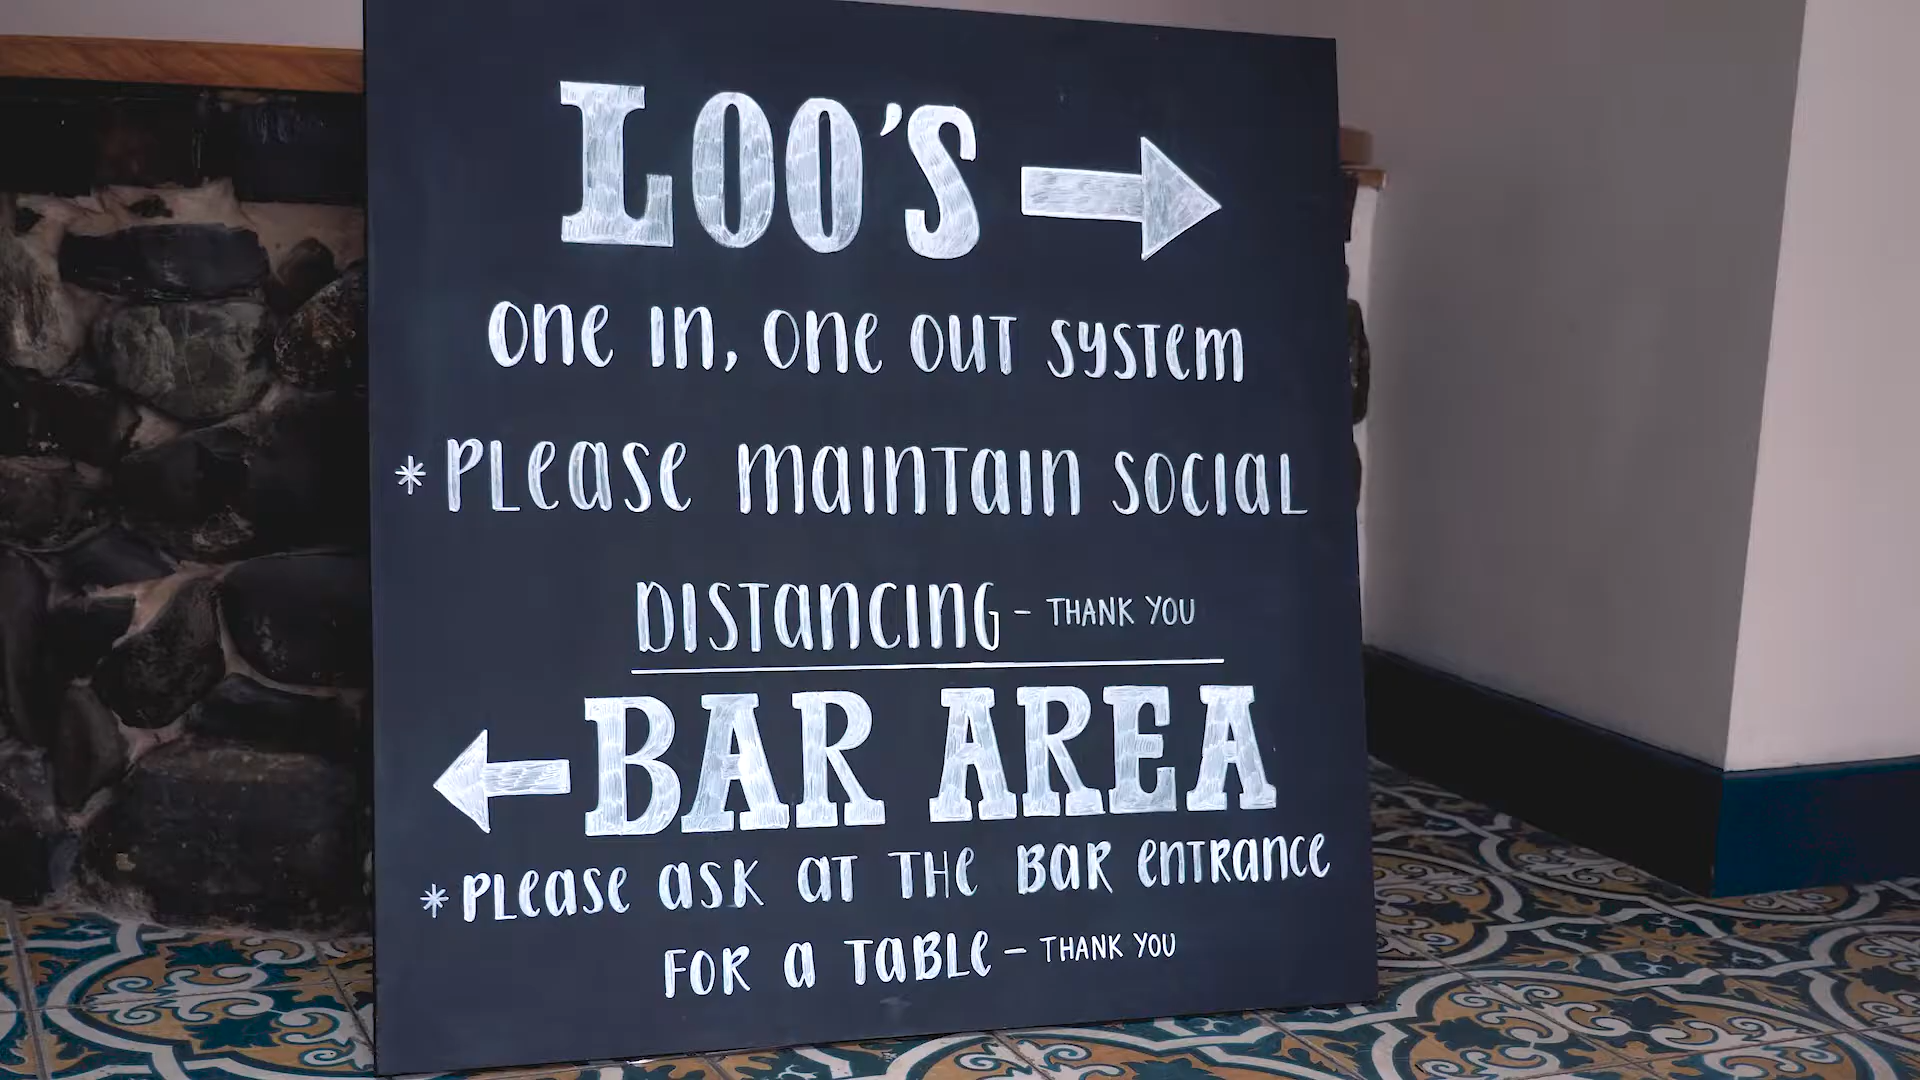 LOO'S →
one in, one out system
*Please maintain social
Distancing – THANK YOU
← BAR AREA
*Please ask at the Bar entrance
for a table – THANK YOU